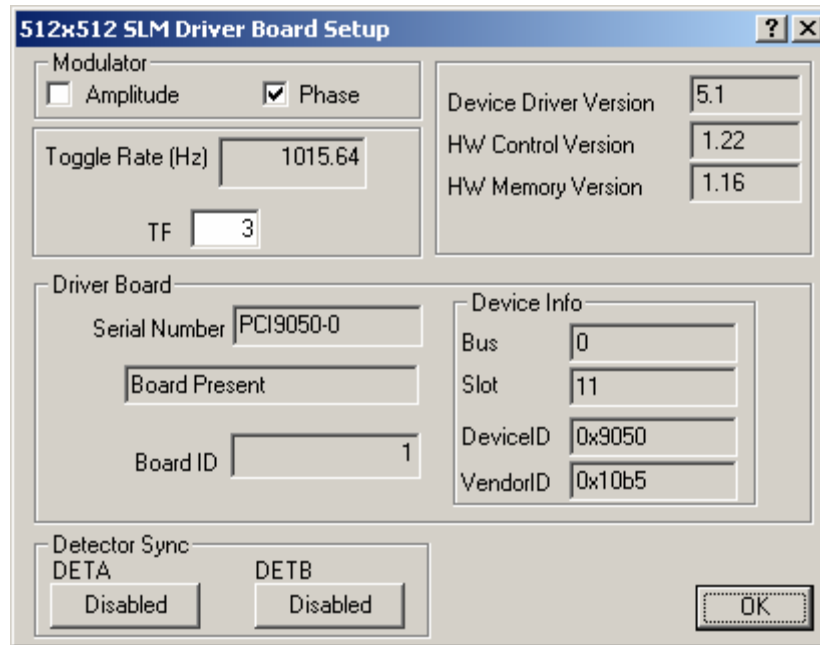 512x512 SLM Driver Board Setup
Modulator
Amplitude
Phase
Toggle Rate (Hz) 1015.64
TF 3
Device Driver Version 5.1
HW Control Version 1.22
HW Memory Version 1.16
Driver Board
Serial Number PCI9050-0
Board Present
Board ID 1
Device Info
Bus 0
Slot 11
DeviceID 0x9050
VendorID 0x10b5
Detector Sync
DETA DETB
Disabled Disabled
OK